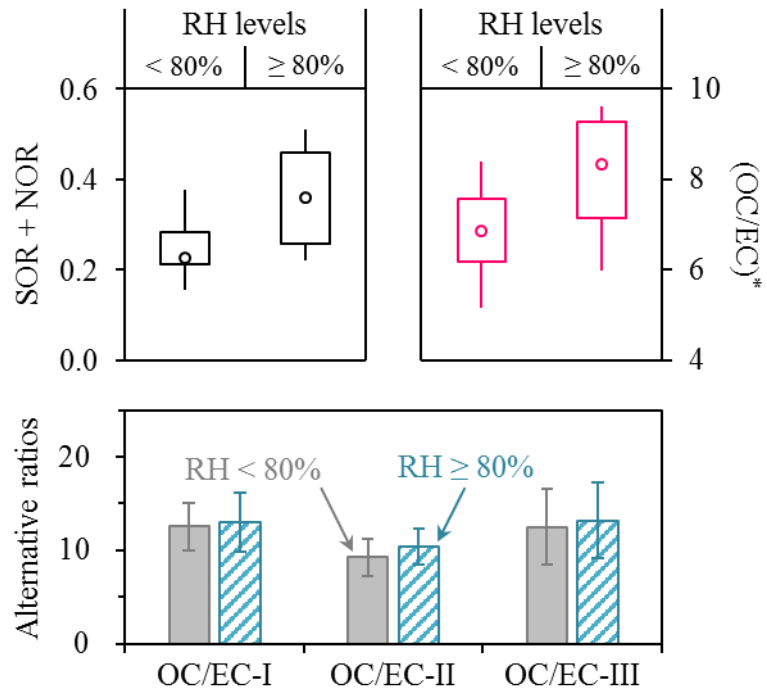 RH levels
< 80%
≥ 80%
RH levels
< 80%
≥ 80%
SOR + NOR
0.6
0.4
0.2
0.0
10
8
6
4
(OC/EC)*
Alternative ratios
20
10
0
RH < 80%
RH ≥ 80%
OC/EC-I
OC/EC-II
OC/EC-III